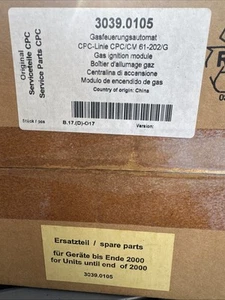 3039.0105
Gasfeuerungsautomat
CPC-Linie CPC/CM 61-202/G
Gas ignition module
Boîtier d'allumage gaz
Centralina di accensione
Modulo de encendido de gas
Country of origin: China
Original
Serviceteile CPC
Service Parts CPC
B.17.(D)-O17
Version:
Ersatzteil / spare parts
für Geräte bis Ende 2000
for Units until end of 2000
3039.0105